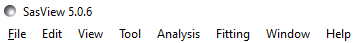 SasView 5.0.6
File Edit View Tool Analysis Fitting Window Help